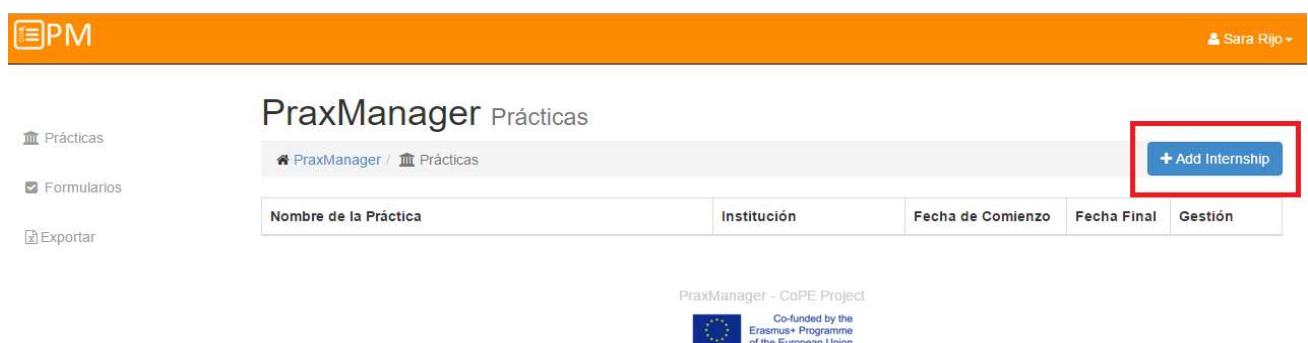 PM
Sara Rijo
PraxManager Prácticas
Prácticas
Formularios
Exportar
PraxManager / Prácticas
+ Add Internship
Nombre de la Práctica Institución Fecha de Comienzo Fecha Final Gestión
PraxManager - CoPE Project
Co-funded by the
Erasmus+ Programme
of the European Union